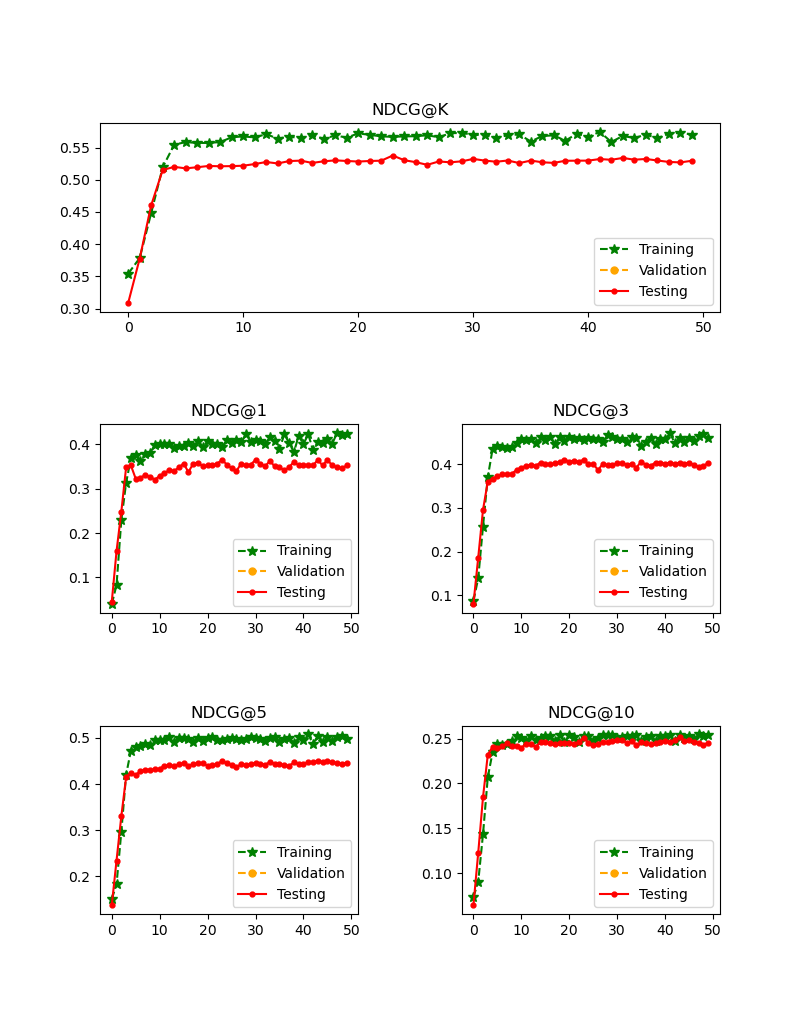 NDCG@K
0.55
0.50
0.45
0.40
0.35
0.30
Training
Validation
Testing
0 10 20 30 40 50
NDCG@1
0.4
0.3
0.2
0.1
Training
Validation
Testing
0 10 20 30 40 50
NDCG@3
0.4
0.3
0.2
0.1
Training
Validation
Testing
0 10 20 30 40 50
NDCG@5
0.5
0.4
0.3
0.2
Training
Validation
Testing
0 10 20 30 40 50
NDCG@10
0.25
0.20
0.15
0.10
Training
Validation
Testing
0 10 20 30 40 50